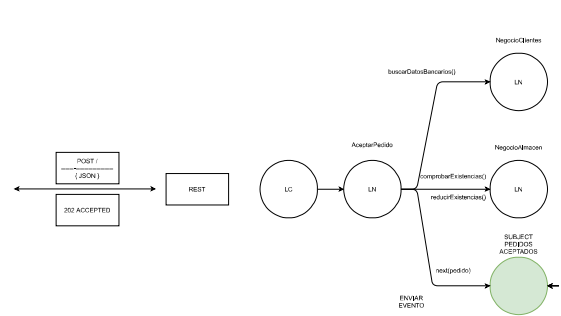 NegocioClientes
buscarDatosBancarios()
LN
AceptarPedido
NegocioAlmacen
POST /
( JSON )
202 ACCEPTED
REST
LC
LN
comprobarExistencias()
LN
reducirExistencias()
SUBJECT
PEDIDOS
ACEPTADOS
next(pedido)
ENVIAR
EVENTO